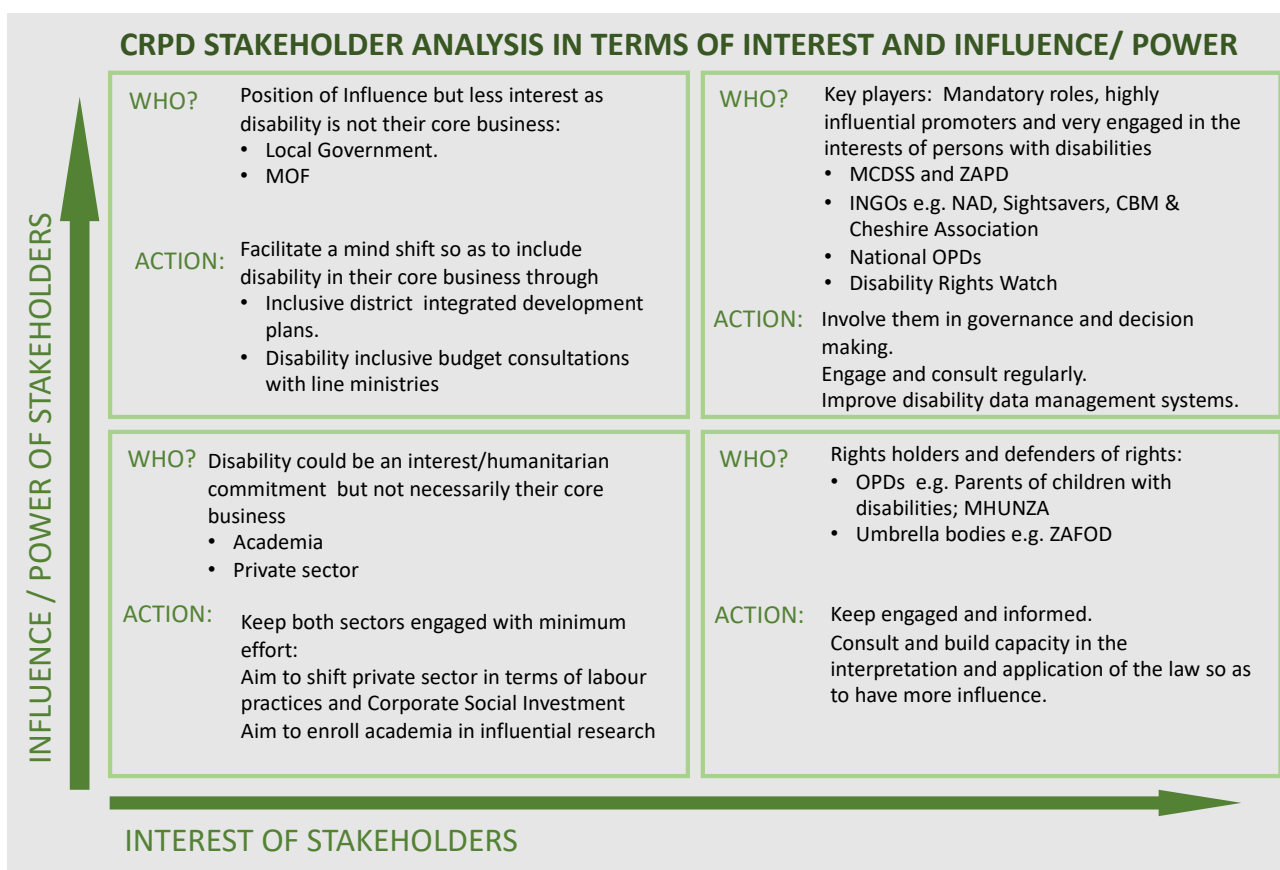 CRPD STAKEHOLDER ANALYSIS IN TERMS OF INTEREST AND INFLUENCE/ POWER
INFLUENCE / POWER OF STAKEHOLDERS
WHO?
Position of Influence but less interest as
disability is not their core business:
• Local Government.
• MOF
ACTION:
Facilitate a mind shift so as to include
disability in their core business through
• Inclusive district integrated development
plans.
• Disability inclusive budget consultations
with line ministries
WHO?
Key players: Mandatory roles, highly
influential promoters and very engaged in the
interests of persons with disabilities
• MCDSS and ZAPD
• INGOs e.g. NAD, Sightsavers, CBM &
Cheshire Association
• National OPDs
• Disability Rights Watch
ACTION:
Involve them in governance and decision
making.
Engage and consult regularly.
Improve disability data management systems.
WHO?
Disability could be an interest/humanitarian
commitment but not necessarily their core
business
• Academia
• Private sector
ACTION:
Keep both sectors engaged with minimum
effort:
Aim to shift private sector in terms of labour
practices and Corporate Social Investment
Aim to enroll academia in influential research
WHO?
Rights holders and defenders of rights:
• OPDs e.g. Parents of children with
disabilities; MHUNZA
• Umbrella bodies e.g. ZAFOD
ACTION:
Keep engaged and informed.
Consult and build capacity in the
interpretation and application of the law so as
to have more influence.
INTEREST OF STAKEHOLDERS